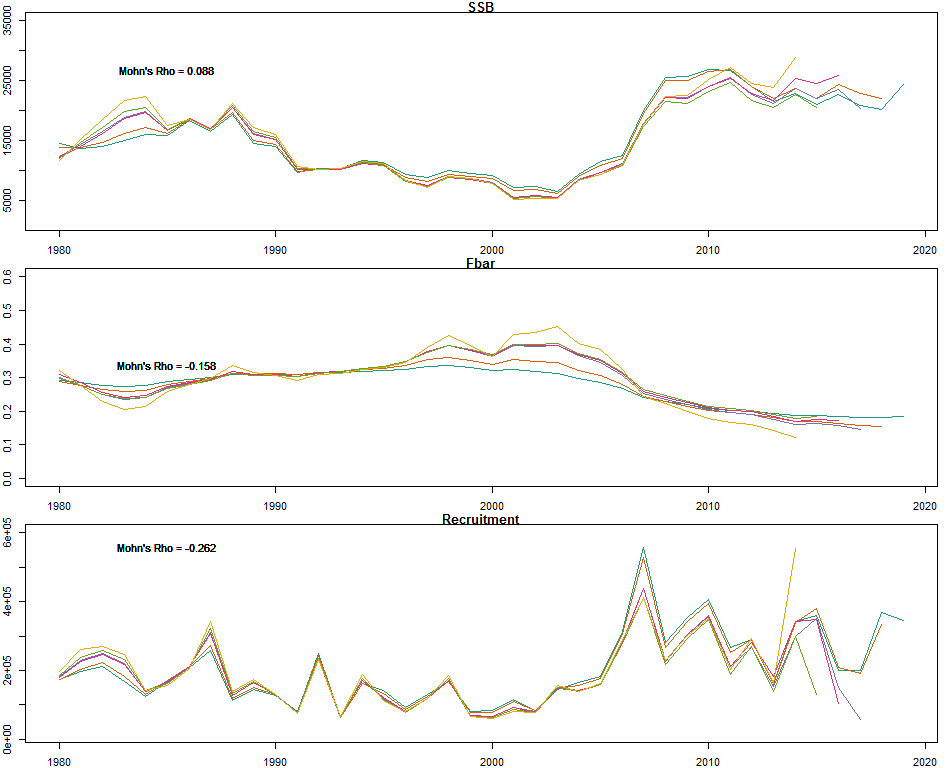 SSB
35000
25000
15000
5000
Mohn's Rho = 0.088
1980 1990 2000 2010 2020
Fbar
0.6
0.5
0.4
0.3
0.2
0.1
0.0
Mohn's Rho = -0.158
1980 1990 2000 2010 2020
Recruitment
6e+05
4e+05
2e+05
0e+00
Mohn's Rho = -0.262
1980 1990 2000 2010 2020